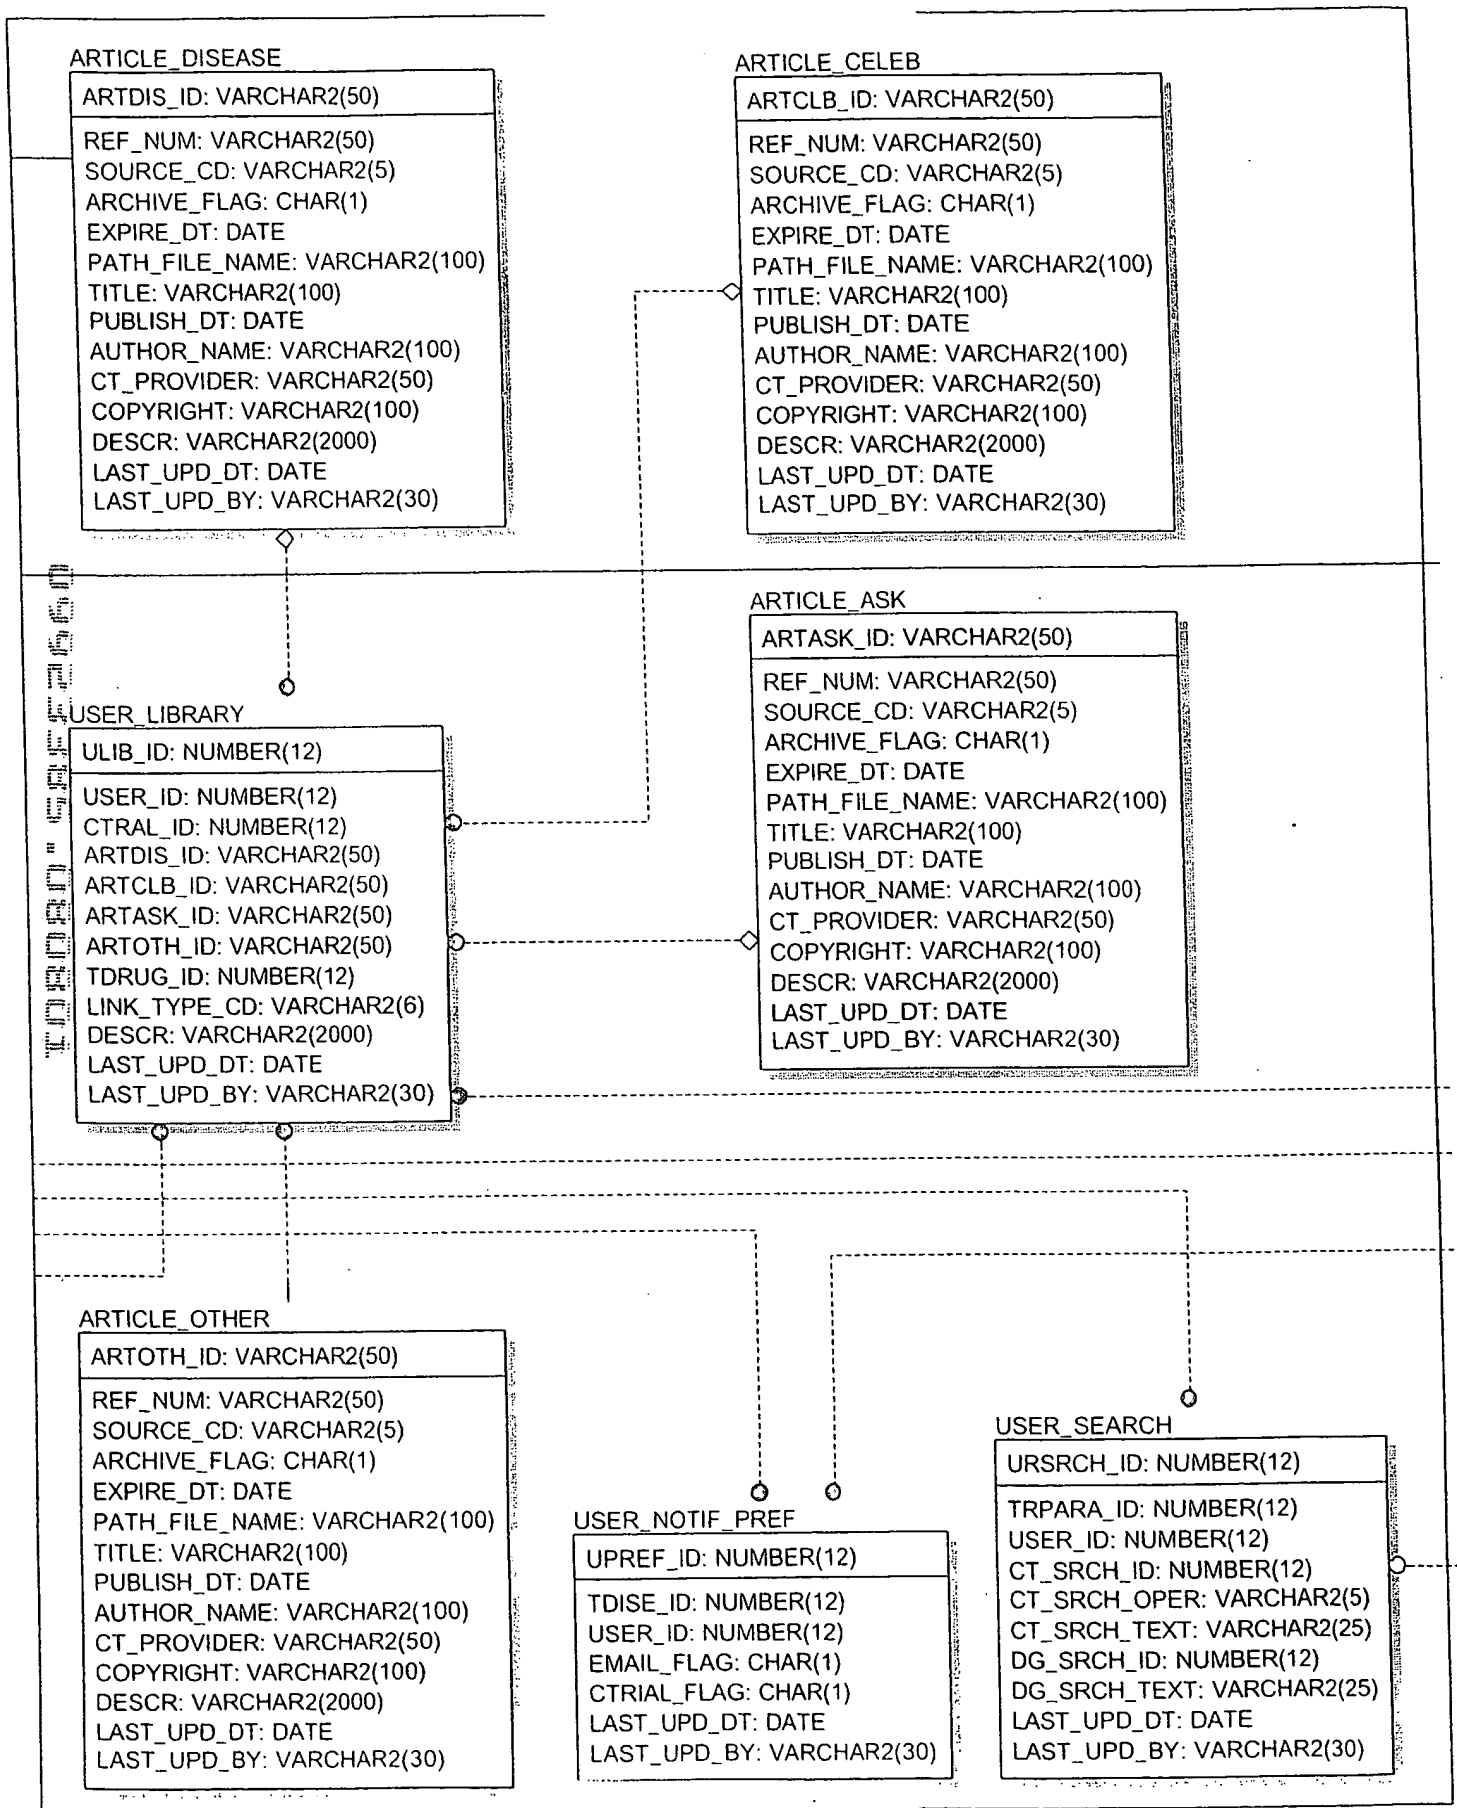 ARTICLE_DISEASE
ARTDIS_ID: VARCHAR2(50)
REF_NUM: VARCHAR2(50)
SOURCE_CD: VARCHAR2(5)
ARCHIVE_FLAG: CHAR(1)
EXPIRE_DT: DATE
PATH_FILE_NAME: VARCHAR2(100)
TITLE: VARCHAR2(100)
PUBLISH_DT: DATE
AUTHOR_NAME: VARCHAR2(100)
CT_PROVIDER: VARCHAR2(50)
COPYRIGHT: VARCHAR2(100)
DESCR: VARCHAR2(2000)
LAST_UPD_DT: DATE
LAST_UPD_BY: VARCHAR2(30)
ARTICLE_CELEB
ARTCLB_ID: VARCHAR2(50)
REF_NUM: VARCHAR2(50)
SOURCE_CD: VARCHAR2(5)
ARCHIVE_FLAG: CHAR(1)
EXPIRE_DT: DATE
PATH_FILE_NAME: VARCHAR2(100)
TITLE: VARCHAR2(100)
PUBLISH_DT: DATE
AUTHOR_NAME: VARCHAR2(100)
CT_PROVIDER: VARCHAR2(50)
COPYRIGHT: VARCHAR2(100)
DESCR: VARCHAR2(2000)
LAST_UPD_DT: DATE
LAST_UPD_BY: VARCHAR2(30)
USER_LIBRARY
ULIB_ID: NUMBER(12)
USER_ID: NUMBER(12)
CTRAL_ID: NUMBER(12)
ARTDIS_ID: VARCHAR2(50)
ARTCLB_ID: VARCHAR2(50)
ARTASK_ID: VARCHAR2(50)
ARTOTH_ID: VARCHAR2(50)
TDRUG_ID: NUMBER(12)
LINK_TYPE_CD: VARCHAR2(6)
DESCR: VARCHAR2(2000)
LAST_UPD_DT: DATE
LAST_UPD_BY: VARCHAR2(30)
ARTICLE_ASK
ARTASK_ID: VARCHAR2(50)
REF_NUM: VARCHAR2(50)
SOURCE_CD: VARCHAR2(5)
ARCHIVE_FLAG: CHAR(1)
EXPIRE_DT: DATE
PATH_FILE_NAME: VARCHAR2(100)
TITLE: VARCHAR2(100)
PUBLISH_DT: DATE
AUTHOR_NAME: VARCHAR2(100)
CT_PROVIDER: VARCHAR2(50)
COPYRIGHT: VARCHAR2(100)
DESCR: VARCHAR2(2000)
LAST_UPD_DT: DATE
LAST_UPD_BY: VARCHAR2(30)
ARTICLE_OTHER
ARTOTH_ID: VARCHAR2(50)
REF_NUM: VARCHAR2(50)
SOURCE_CD: VARCHAR2(5)
ARCHIVE_FLAG: CHAR(1)
EXPIRE_DT: DATE
PATH_FILE_NAME: VARCHAR2(100)
TITLE: VARCHAR2(100)
PUBLISH_DT: DATE
AUTHOR_NAME: VARCHAR2(100)
CT_PROVIDER: VARCHAR2(50)
COPYRIGHT: VARCHAR2(100)
DESCR: VARCHAR2(2000)
LAST_UPD_DT: DATE
LAST_UPD_BY: VARCHAR2(30)
USER_NOTIF_PREF
UPREF_ID: NUMBER(12)
TDISE_ID: NUMBER(12)
USER_ID: NUMBER(12)
EMAIL_FLAG: CHAR(1)
CTRIAL_FLAG: CHAR(1)
LAST_UPD_DT: DATE
LAST_UPD_BY: VARCHAR2(30)
USER_SEARCH
URSRCH_ID: NUMBER(12)
TRPARA_ID: NUMBER(12)
USER_ID: NUMBER(12)
CT_SRCH_ID: NUMBER(12)
CT_SRCH_OPER: VARCHAR2(5)
CT_SRCH_TEXT: VARCHAR2(25)
DG_SRCH_ID: NUMBER(12)
DG_SRCH_TEXT: VARCHAR2(25)
LAST_UPD_DT: DATE
LAST_UPD_BY: VARCHAR2(30)